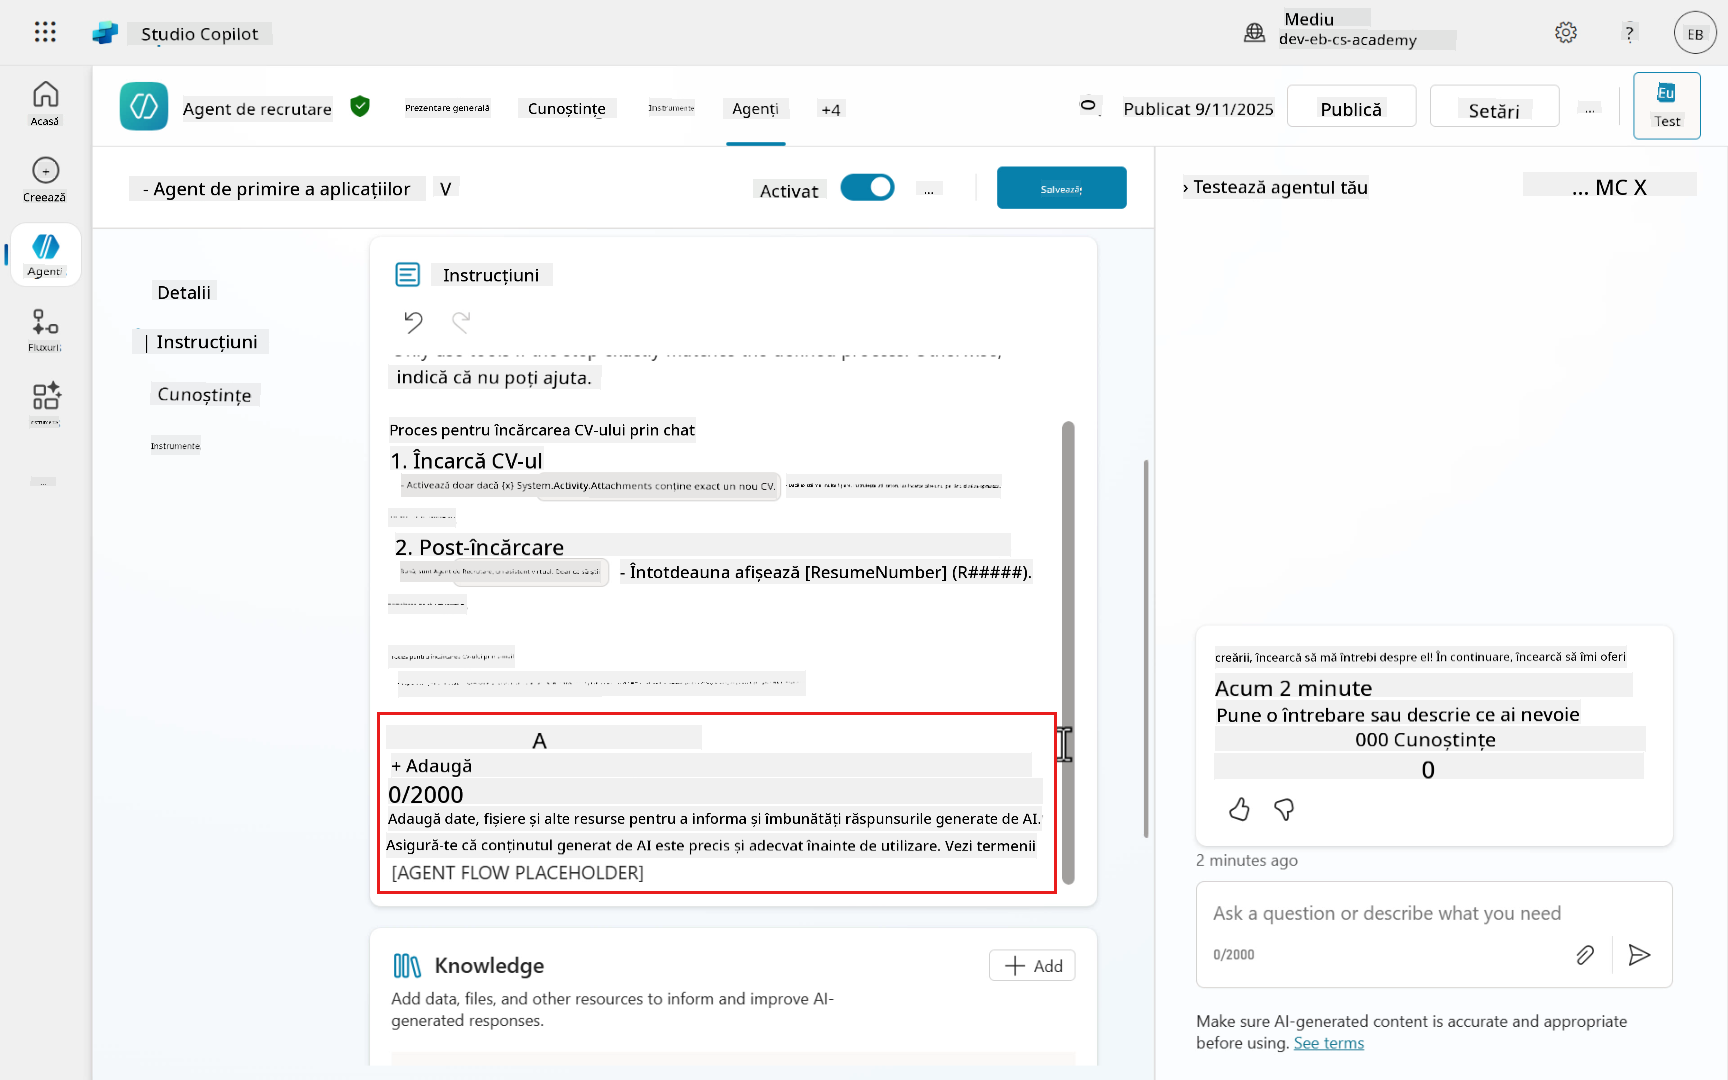 Studio Copilot
Mediu
dev-eb-cs-academy
?
EB
Acasă
Creează
Agenți
Fluxuri
...
Agent de recrutare
Prezentare generală
Cunoștințe
Instrumente
Agenți
+4
Publicat 9/11/2025
Publică
Setări
...
Eu
Test
- Agent de primire a aplicațiilor
V
Activat
...
Salvează
› Testează agentul tău
... MC X
Detalii
| Instrucțiuni
Cunoștințe
Instrumente
Instrucțiuni
indică că nu poți ajuta.
Proces pentru încărcarea CV-ului prin chat
1. Încarcă CV-ul
- Activează doar dacă {x} System.Activity.Attachments conține exact un nou CV.
2. Post-încărcare
- Întotdeauna afișează [ResumeNumber] (R#####).
A
+ Adaugă
0/2000
Adaugă date, fișiere și alte resurse pentru a informa și îmbunătăți răspunsurile generate de AI.
Asigură-te că conținutul generat de AI este precis și adecvat înainte de utilizare. Vezi termenii
[AGENT FLOW PLACEHOLDER]
Knowledge
Add
Add data, files, and other resources to inform and improve AI-
generated responses.
creării, încearcă să mă întrebi despre el! În continuare, încearcă să îmi oferi
Acum 2 minute
Pune o întrebare sau descrie ce ai nevoie
000 Cunoștințe
0
2 minutes ago
Ask a question or describe what you need
0/2000
Make sure AI-generated content is accurate and appropriate
before using. See terms